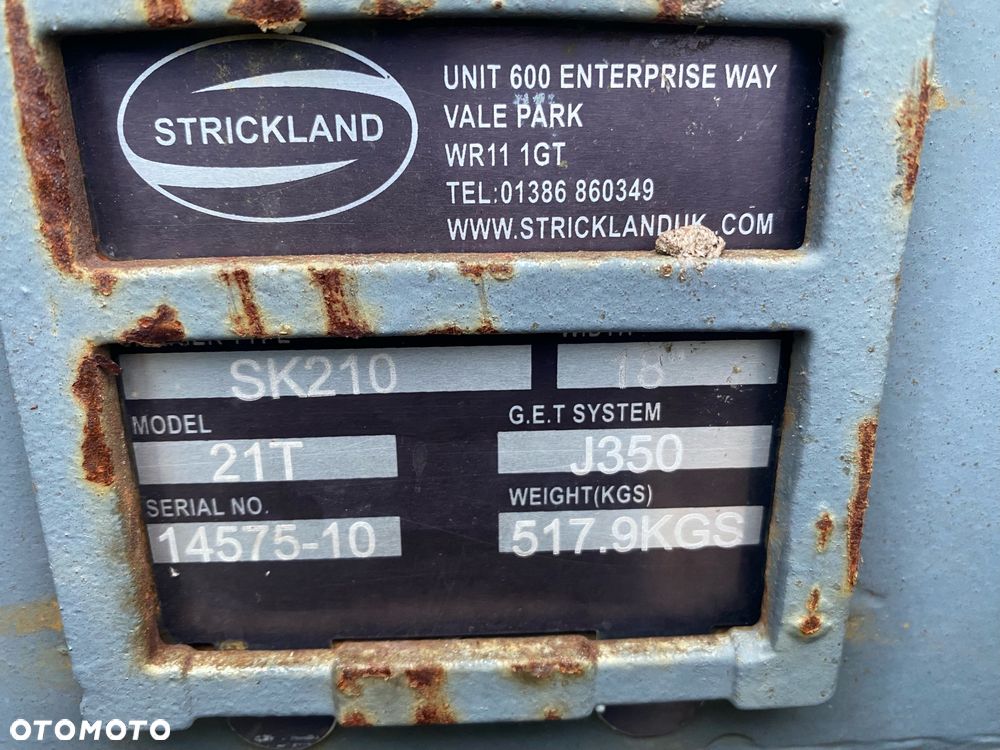 STRICKLAND
UNIT 600 ENTERPRISE WAY
VALE PARK
WR11 1GT
TEL:01386 860349
WWW.STRICKLANDUK.COM
WIDTH
SK210 18"
MODEL G.E.T SYSTEM
21T J350
SERIAL NO. WEIGHT(KGS)
14575-10 517.9KGS
OTOMOTO